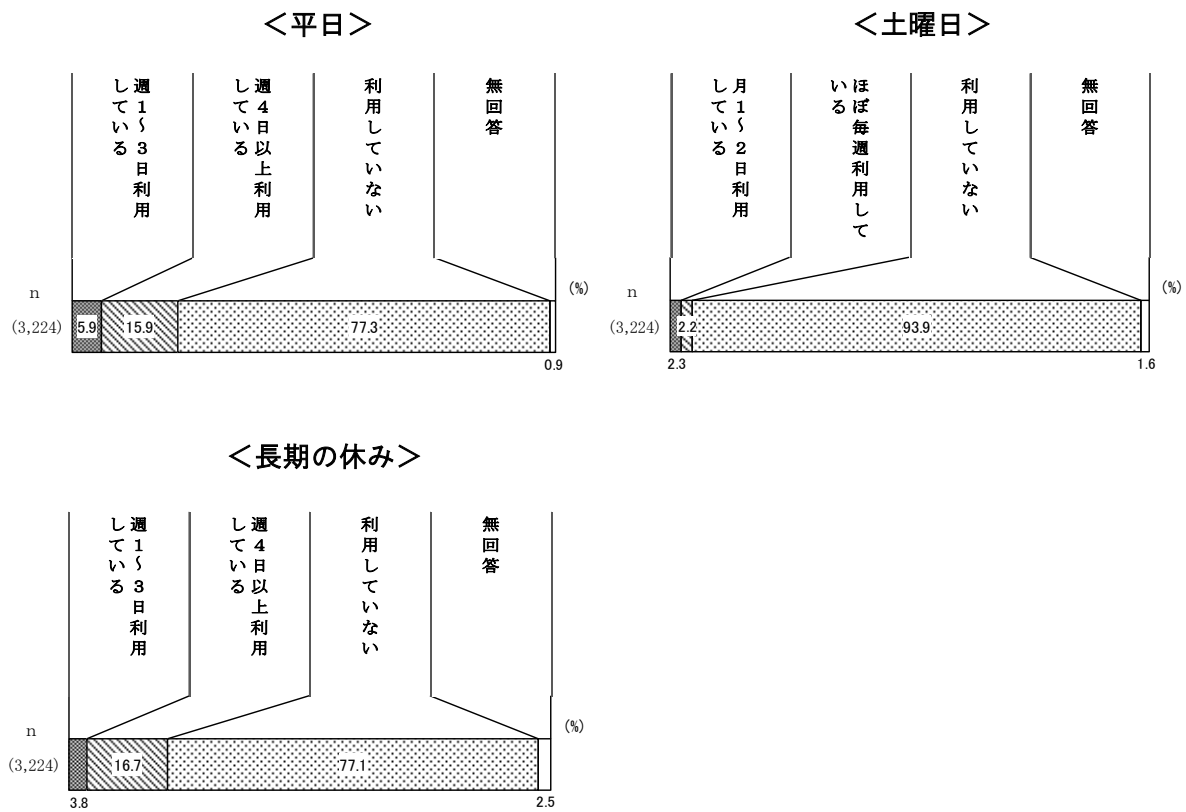 ＜平日＞
週１～３日利用
している
週４日以上利用
している
利用していない
無回答
n
(%)
(3,224)
5.9
15.9
77.3
0.9
＜土曜日＞
月１～２日利用
している
ほぼ毎週利用して
いる
利用していない
無回答
n
(%)
(3,224)
2.2
93.9
2.3
1.6
＜長期の休み＞
週１～３日利用
している
週４日以上利用
している
利用していない
無回答
n
(%)
(3,224)
16.7
77.1
3.8
2.5